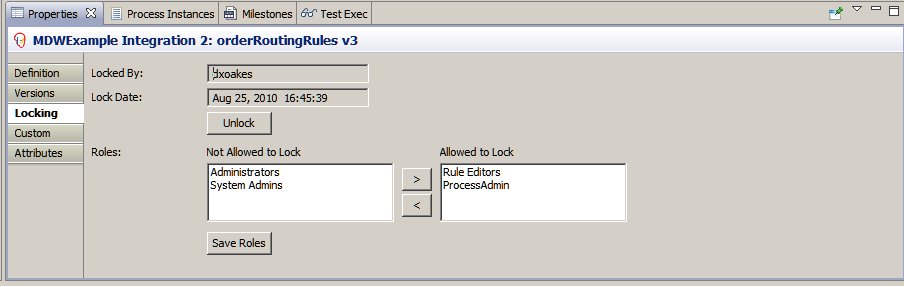 Properties Process Instances Milestones Test Exec
MDWExample Integration 2: orderRoutingRules v3
Definition
Versions
Locking
Custom
Attributes
Locked By: dxoakes
Lock Date: Aug 25, 2010 16:45:39
Unlock
Roles: Not Allowed to Lock Allowed to Lock
Administrators
System Admins
>
<
Rule Editors
ProcessAdmin
Save Roles